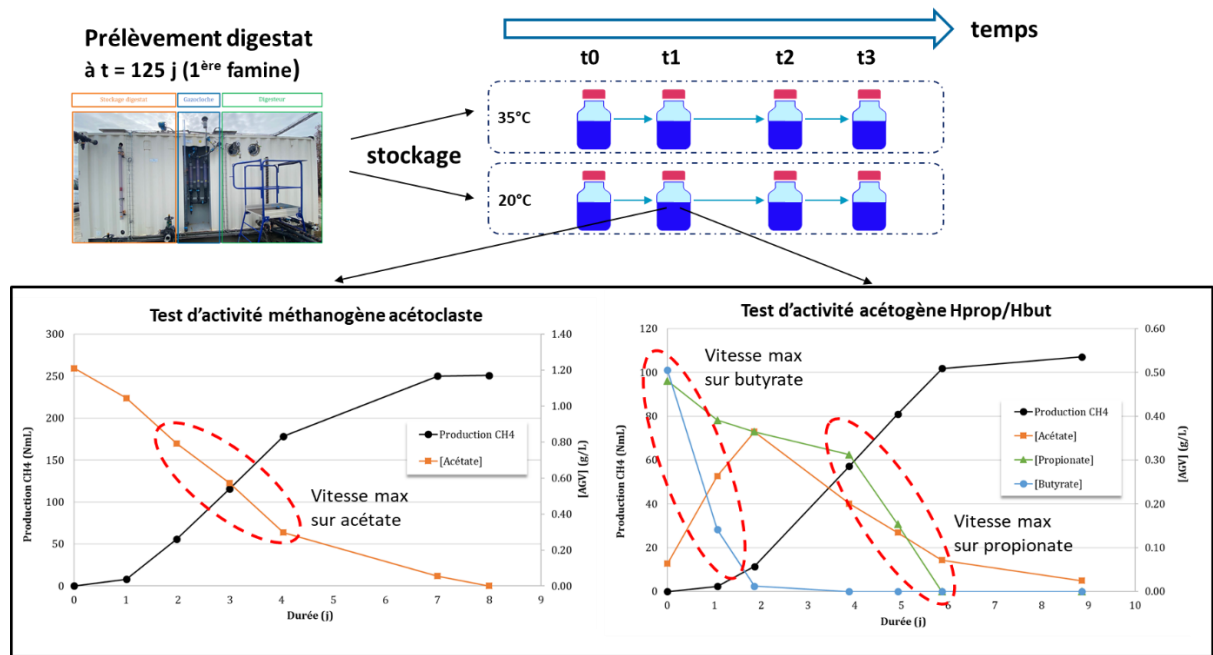 Prélèvement digestat
à t = 125 j (1ère famine)
Stockage digestat
Gazocloche
Digesteur
temps
t0 t1 t2 t3
35°C
stockage
20°C
Test d'activité méthanogène acétoclaste
300
250
200
150
100
50
0
Production CH4 (NmL)
1.40
1.20
1.00
0.80
0.60
0.40
0.20
0.00
[AGV] (g/L)
Production CH4
[Acétate]
Vitesse max
sur acétate
0 1 2 3 4 5 6 7 8 9
Durée (j)
Test d'activité acétogène Hprop/Hbut
120
100
80
60
40
20
0
Production CH4 (NmL)
0.60
0.50
0.40
0.30
0.20
0.10
0.00
[AGV] (g/L)
Vitesse max
sur butyrate
Production CH4
[Acétate]
[Propionate]
[Butyrate]
Vitesse max
sur propionate
0 1 2 3 4 5 6 7 8 9 10
Durée (j)